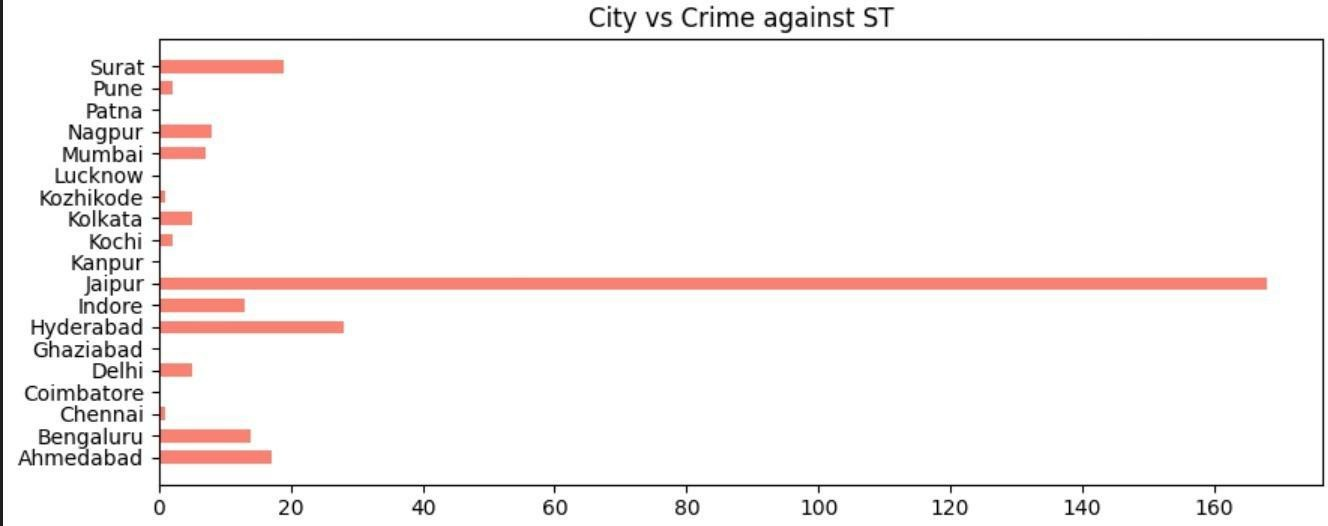 City vs Crime against ST
Surat
Pune
Patna
Nagpur
Mumbai
Lucknow
Kozhikode
Kolkata
Kochi
Kanpur
Jaipur
Indore
Hyderabad
Ghaziabad
Delhi
Coimbatore
Chennai
Bengaluru
Ahmedabad
0 20 40 60 80 100 120 140 160